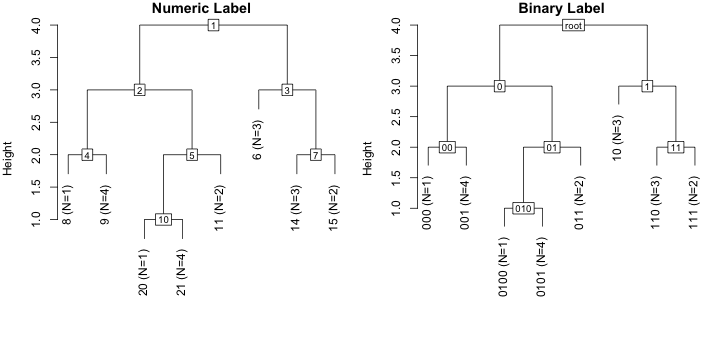 Numeric Label
Height
4.0
3.5
3.0
2.5
2.0
1.5
1.0
1
2
3
6 (N=3)
4
5
7
8 (N=1)
9 (N=4)
11 (N=2)
14 (N=3)
15 (N=2)
10
20 (N=1)
21 (N=4)
Binary Label
Height
4.0
3.5
3.0
2.5
2.0
1.5
1.0
root
0
1
10 (N=3)
00
01
11
000 (N=1)
001 (N=4)
011 (N=2)
110 (N=3)
111 (N=2)
010
0100 (N=1)
0101 (N=4)